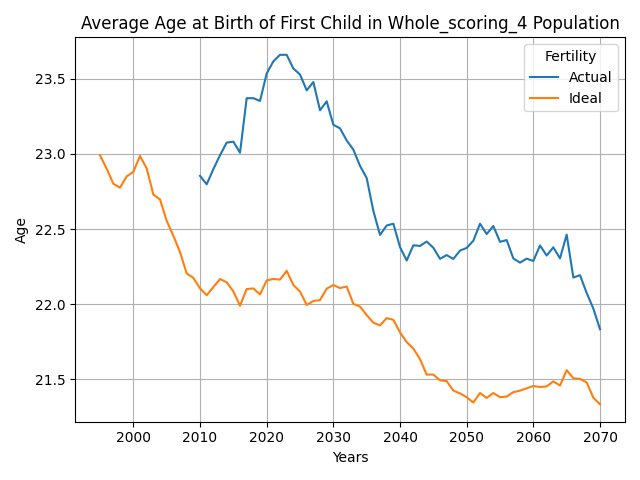 Average Age at Birth of First Child in Whole_scoring_4 Population
Fertility
Actual
Ideal
Age
23.5
23.0
22.5
22.0
21.5
2000 2010 2020 2030 2040 2050 2060 2070
Years